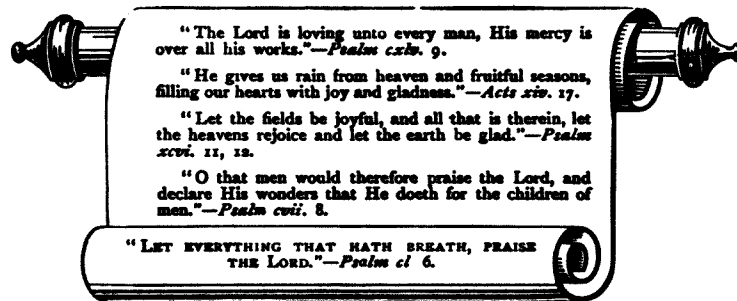 “The Lord is loving unto every man, His mercy is
over all his works.”—Psalm cxlv. 9.
“He gives us rain from heaven and fruitful seasons,
filling our hearts with joy and gladness.”—Acts xiv. 17.
“Let the fields be joyful, and all that is therein, let
the heavens rejoice and let the earth be glad.”—Psalm
xcvi. 11, 12.
“O that men would therefore praise the Lord, and
declare His wonders that He doeth for the children of
men.”—Psalm cvii. 8.
“LET EVERYTHING THAT HATH BREATH, PRAISE
THE LORD.”—Psalm cl 6.